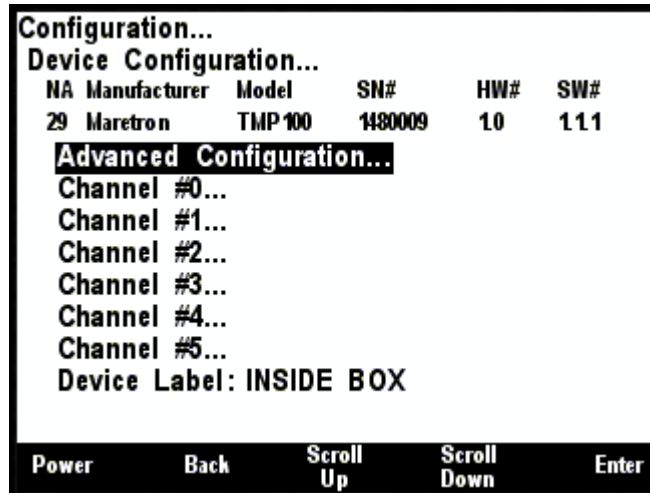 Configuration...
Device Configuration...
NA Manufacturer Model SN# HW# SW#
29 Maretron TMP100 1480009 1.0 1.1.1
Advanced Configuration...
Channel #0...
Channel #1...
Channel #2...
Channel #3...
Channel #4...
Channel #5...
Device Label: INSIDE BOX
Power Back Scroll Up Scroll Down Enter